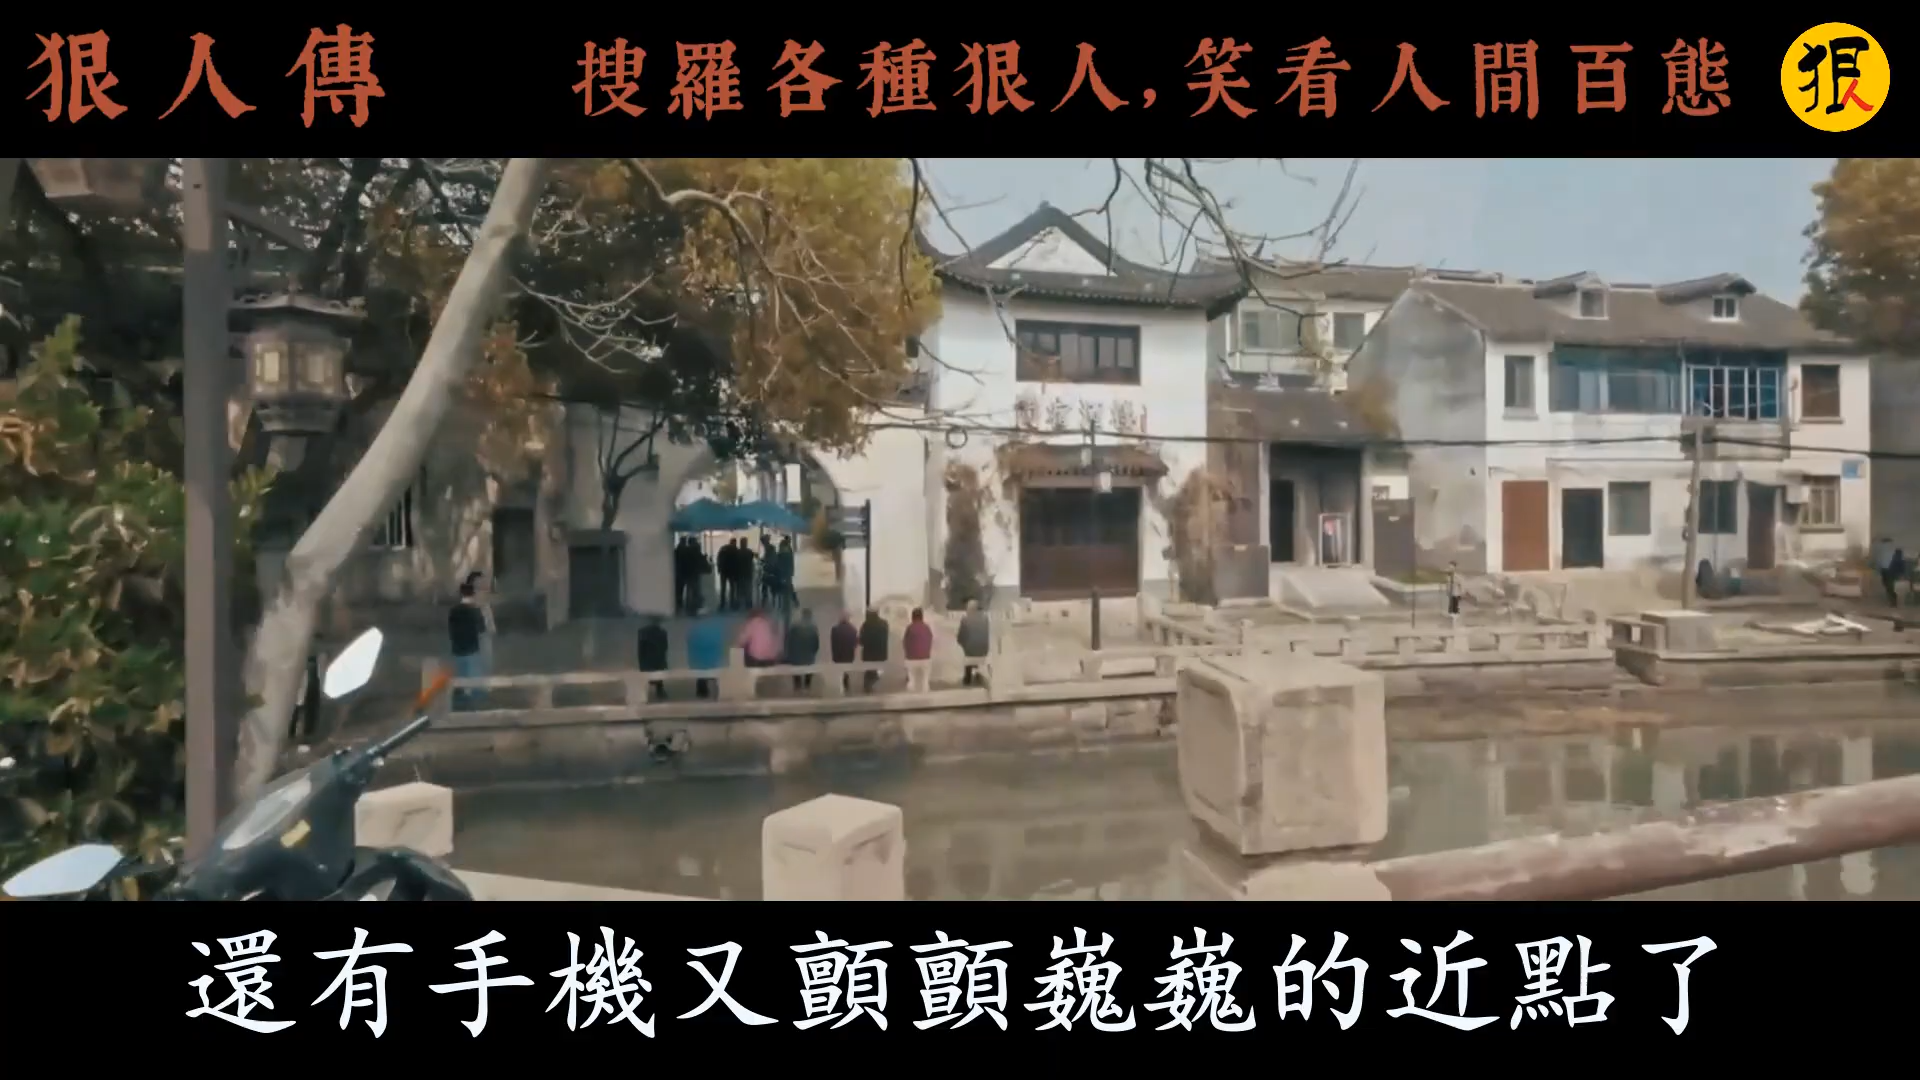 狠人傳
搜羅各種狠人,笑看人間百態
狠人
還有手機又顫顫巍巍的近點了